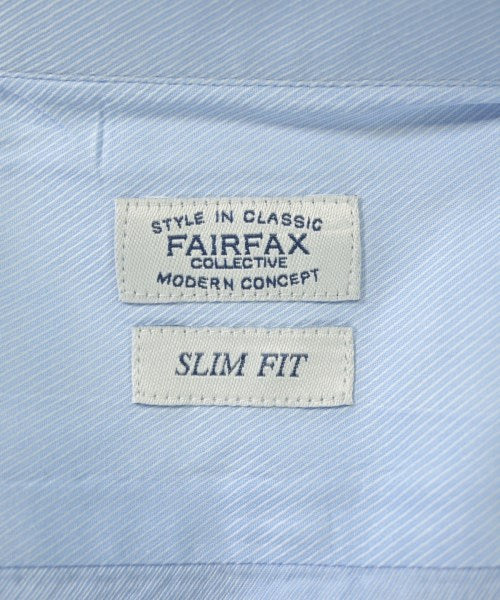 STYLE IN CLASSIC
FAIRFAX
COLLECTIVE
MODERN CONCEPT
SLIM FIT